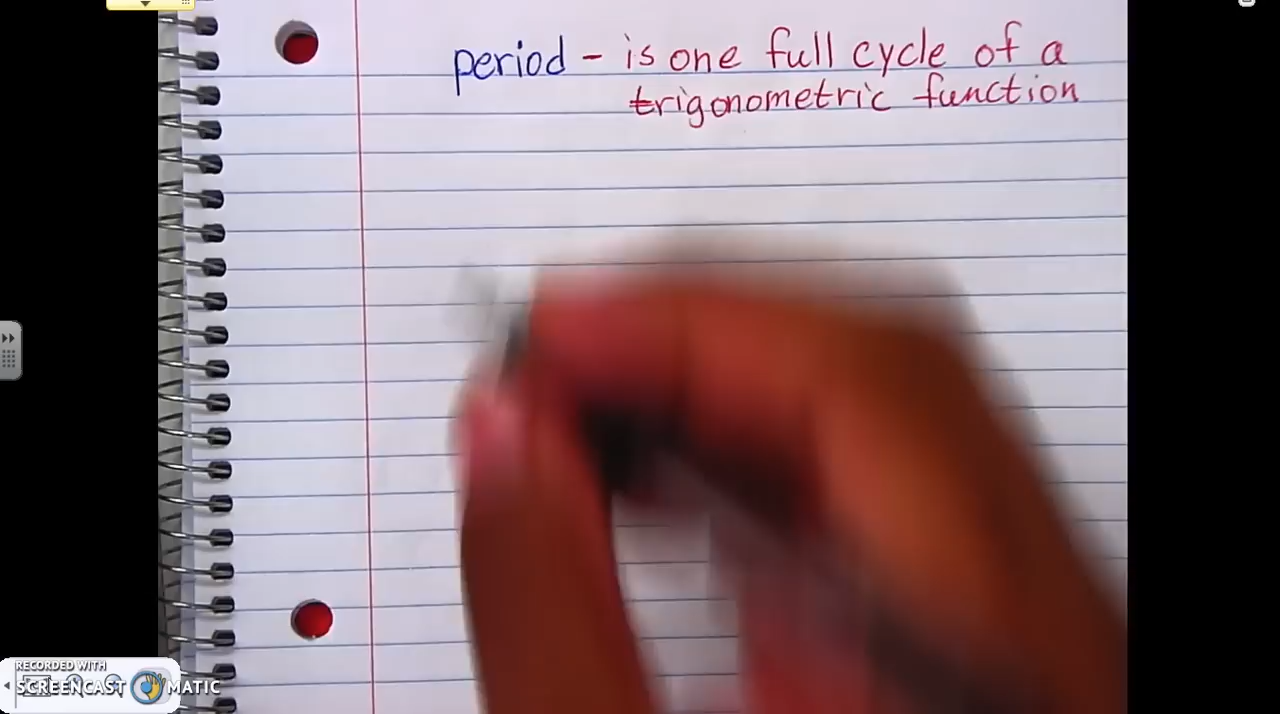 period - is one full cycle of a
trigonometric function
RECORDED WITH
SCREENCAST MATIC